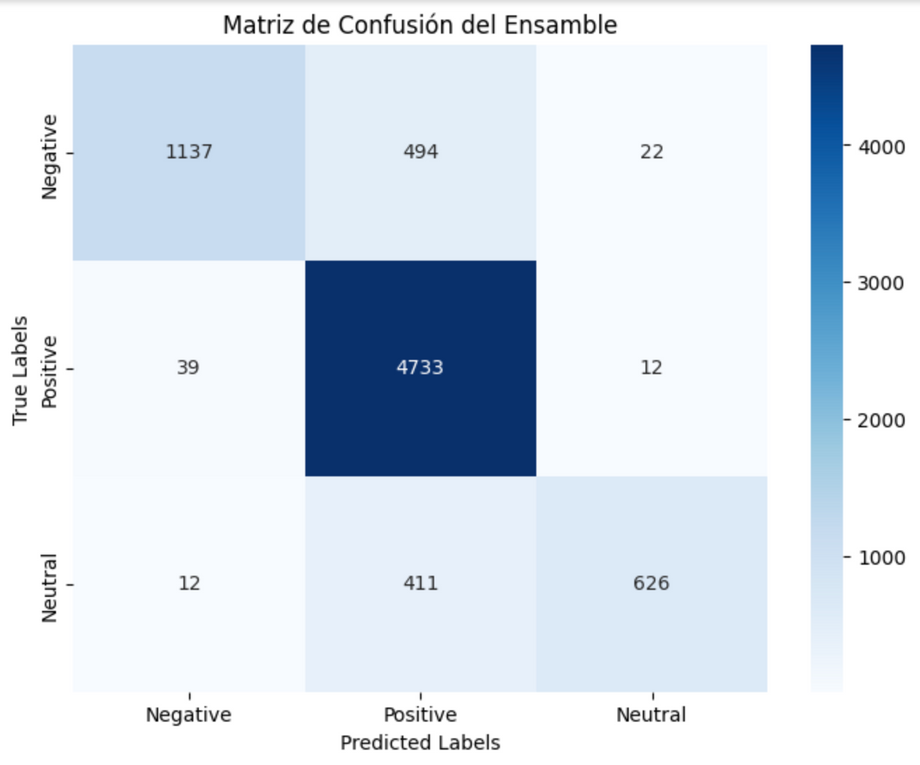 Matriz de Confusión del Ensamble
Negative
1137
494
22
4000
3000
True Labels
Positive
39
4733
12
2000
Neutral
12
411
626
1000
Negative
Positive
Neutral
Predicted Labels